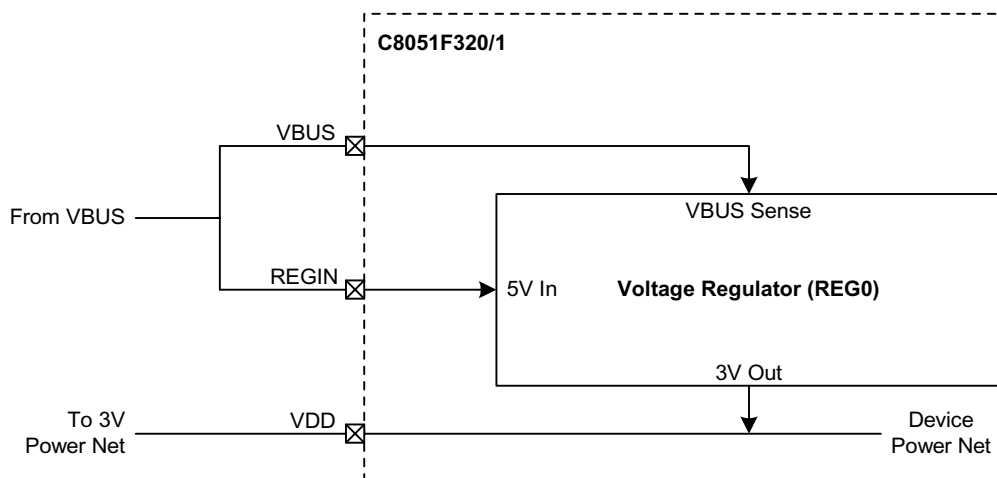 C8051F320/1
VBUS
From VBUS
VBUS Sense
REGIN
5V In
Voltage Regulator (REG0)
3V Out
To 3V
Power Net
VDD
Device
Power Net